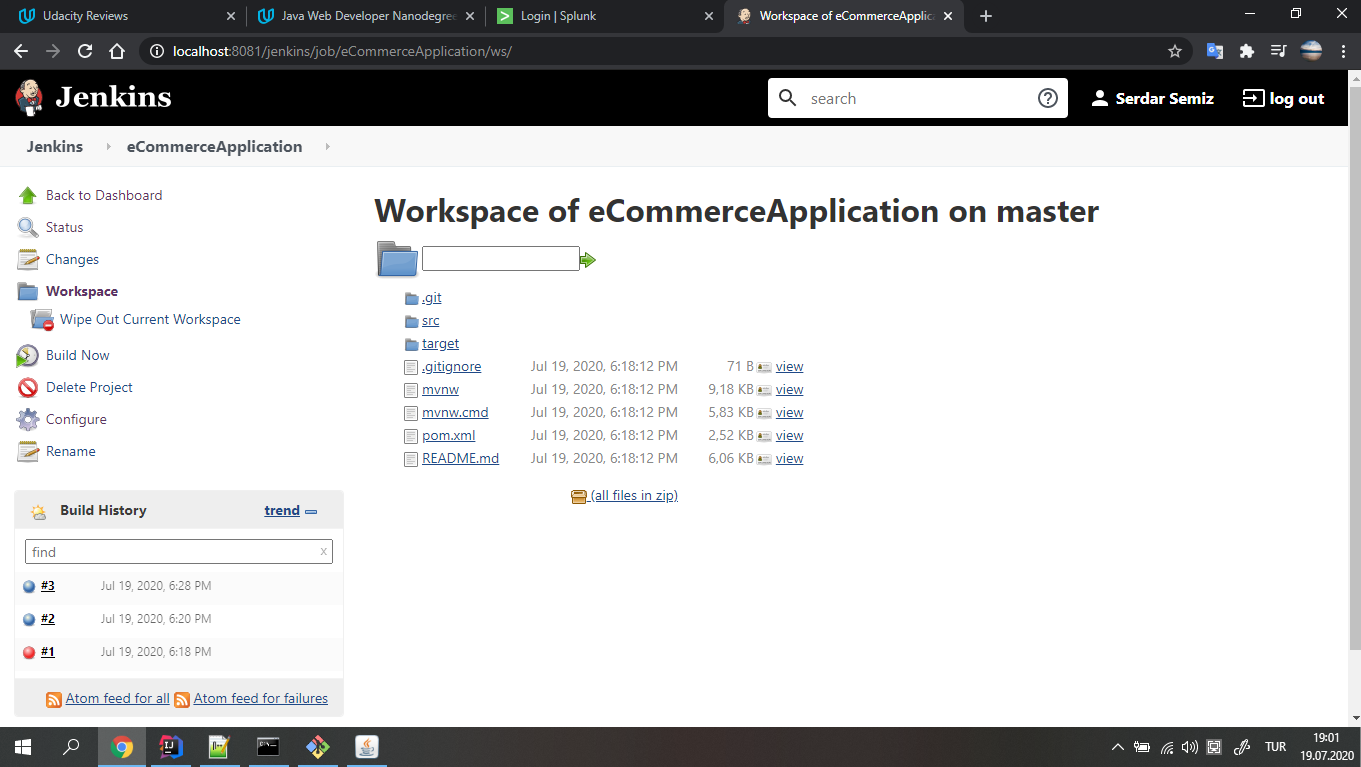 Udacity Reviews
Java Web Developer Nanodegree
Login | Splunk
Workspace of eCommerceApplic
localhost:8081/jenkins/job/eCommerceApplication/ws/
Jenkins
search
Serdar Semiz
log out
Jenkins
eCommerceApplication
Back to Dashboard
Status
Changes
Workspace
Wipe Out Current Workspace
Build Now
Delete Project
Configure
Rename
Build History
trend
find
x
#3 Jul 19, 2020, 6:28 PM
#2 Jul 19, 2020, 6:20 PM
#1 Jul 19, 2020, 6:18 PM
Atom feed for all Atom feed for failures
Workspace of eCommerceApplication on master
.git
src
target
.gitignore Jul 19, 2020, 6:18:12 PM 71 B view
mvnw Jul 19, 2020, 6:18:12 PM 9,18 KB view
mvnw.cmd Jul 19, 2020, 6:18:12 PM 5,83 KB view
pom.xml Jul 19, 2020, 6:18:12 PM 2,52 KB view
README.md Jul 19, 2020, 6:18:12 PM 6,06 KB view
(all files in zip)
TUR
19:01
19.07.2020